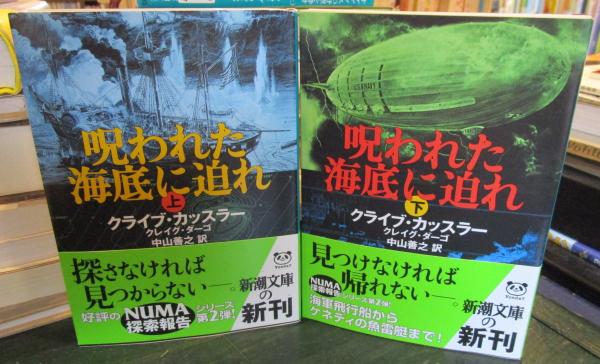 呪われた
海底に迫れ
上
クライブ・カッスラー
クレイグ・ダーゴ
中山善之 訳
探さなければ
見つからない―。
好評の
NUMA
探索報告
シリーズ
第2弾!
新潮文庫
の
新刊
呪われた
海底に迫れ
下
クライブ・カッスラー
クレイグ・ダーゴ
中山善之 訳
見つけなければ
帰れない―。
NUMA
探索報告
シリーズ第2弾!
海軍飛行船から
ケネディの魚雷艇まで!
新潮文庫
の
新刊